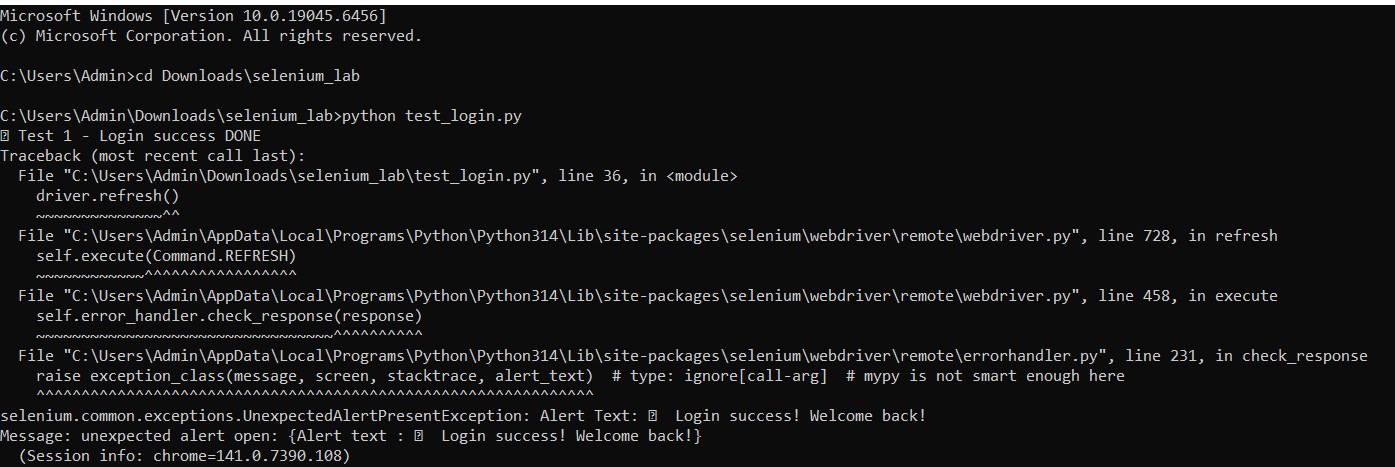 Microsoft Windows [Version 10.0.19045.6456]
(c) Microsoft Corporation. All rights reserved.
C:\Users\Admin>cd Downloads\selenium_lab
C:\Users\Admin\Downloads\selenium_lab>python test_login.py
⍰ Test 1 - Login success DONE
Traceback (most recent call last):
  File "C:\Users\Admin\Downloads\selenium_lab\test_login.py", line 36, in <module>
    driver.refresh()
    ~~~~~~~~~~~~~~^^
  File "C:\Users\Admin\AppData\Local\Programs\Python\Python314\Lib\site-packages\selenium\webdriver\remote\webdriver.py", line 728, in refresh
    self.execute(Command.REFRESH)
    ~~~~~~~~~~~~^^^^^^^^^^^^^^^^^
  File "C:\Users\Admin\AppData\Local\Programs\Python\Python314\Lib\site-packages\selenium\webdriver\remote\webdriver.py", line 458, in execute
    self.error_handler.check_response(response)
    ~~~~~~~~~~~~~~~~~~~~~~~~~~~~~~~~~^^^^^^^^^^
  File "C:\Users\Admin\AppData\Local\Programs\Python\Python314\Lib\site-packages\selenium\webdriver\remote\errorhandler.py", line 231, in check_response
    raise exception_class(message, screen, stacktrace, alert_text)  # type: ignore[call-arg]  # mypy is not smart enough here
    ^^^^^^^^^^^^^^^^^^^^^^^^^^^^^^^^^^^^^^^^^^^^^^^^^^^^^^^^^^^^^^
selenium.common.exceptions.UnexpectedAlertPresentException: Alert Text: ⍰  Login success! Welcome back!
Message: unexpected alert open: {Alert text : ⍰  Login success! Welcome back!}
  (Session info: chrome=141.0.7390.108)